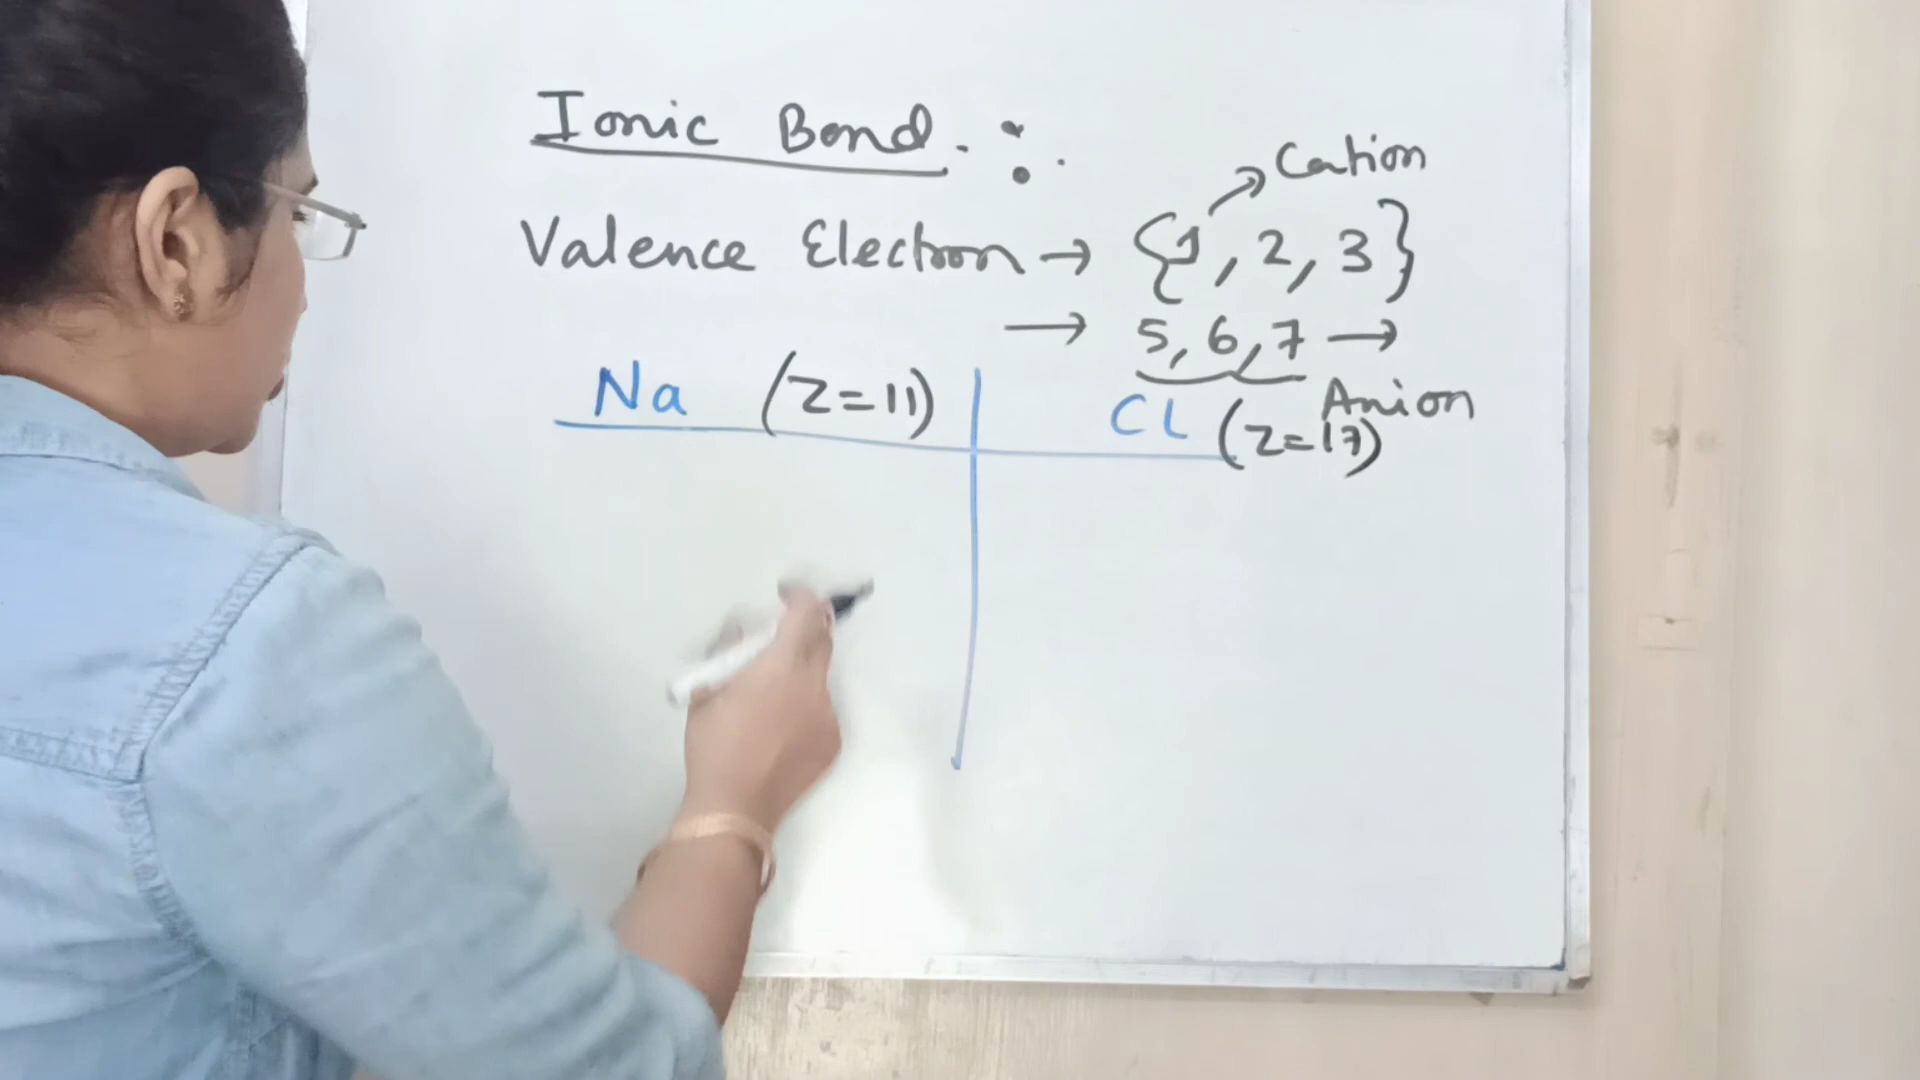 Ionic Bond.:
Cation
Valence Electron → {1, 2, 3}
→ 5, 6, 7 →
Anion
Na (Z=11)
Cl (Z=17)